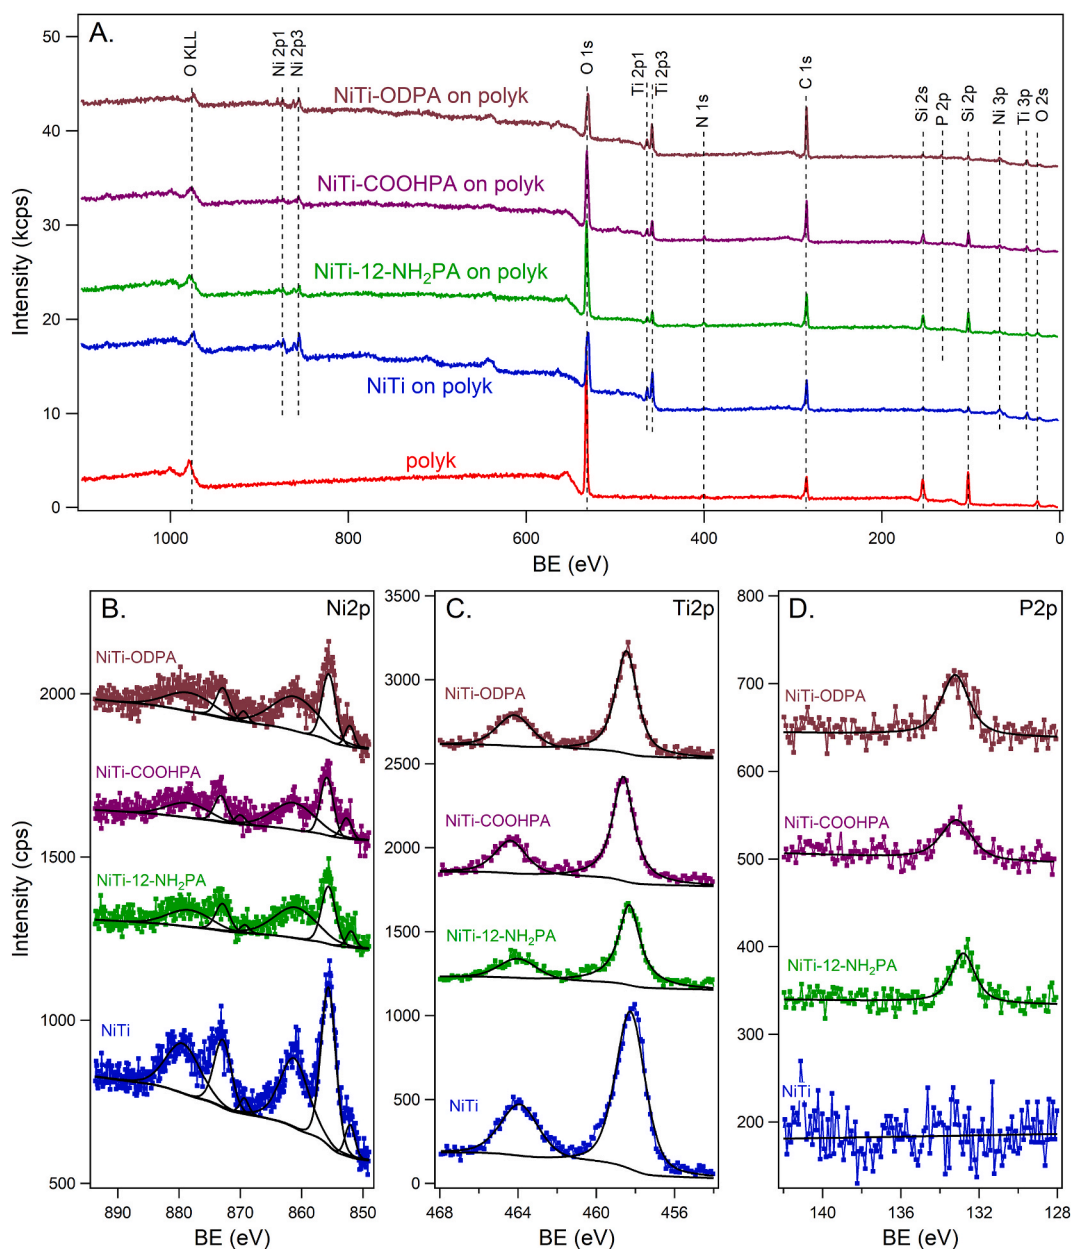 A.
O KLL
Ni 2p1
Ni 2p3
O 1s
Ti 2p1
Ti 2p3
N 1s
C 1s
Si 2s
P 2p
Si 2p
Ni 3p
Ti 3p
O 2s
NiTi-ODPA on polyk
NiTi-COOHPA on polyk
NiTi-12-NH₂PA on polyk
NiTi on polyk
polyk
Intensity (kcps)
50
40
30
20
10
0
1000
800
600
400
200
0
BE (eV)
B.
Ni2p
NiTi-ODPA
NiTi-COOHPA
NiTi-12-NH₂PA
NiTi
Intensity (cps)
2000
1500
1000
500
890
880
870
860
850
BE (eV)
C.
Ti2p
NiTi-ODPA
NiTi-COOHPA
NiTi-12-NH₂PA
NiTi
3500
3000
2500
2000
1500
1000
500
0
468
464
460
456
BE (eV)
D.
P2p
NiTi-ODPA
NiTi-COOHPA
NiTi-12-NH₂PA
NiTi
800
700
600
500
400
300
200
140
136
132
128
BE (eV)